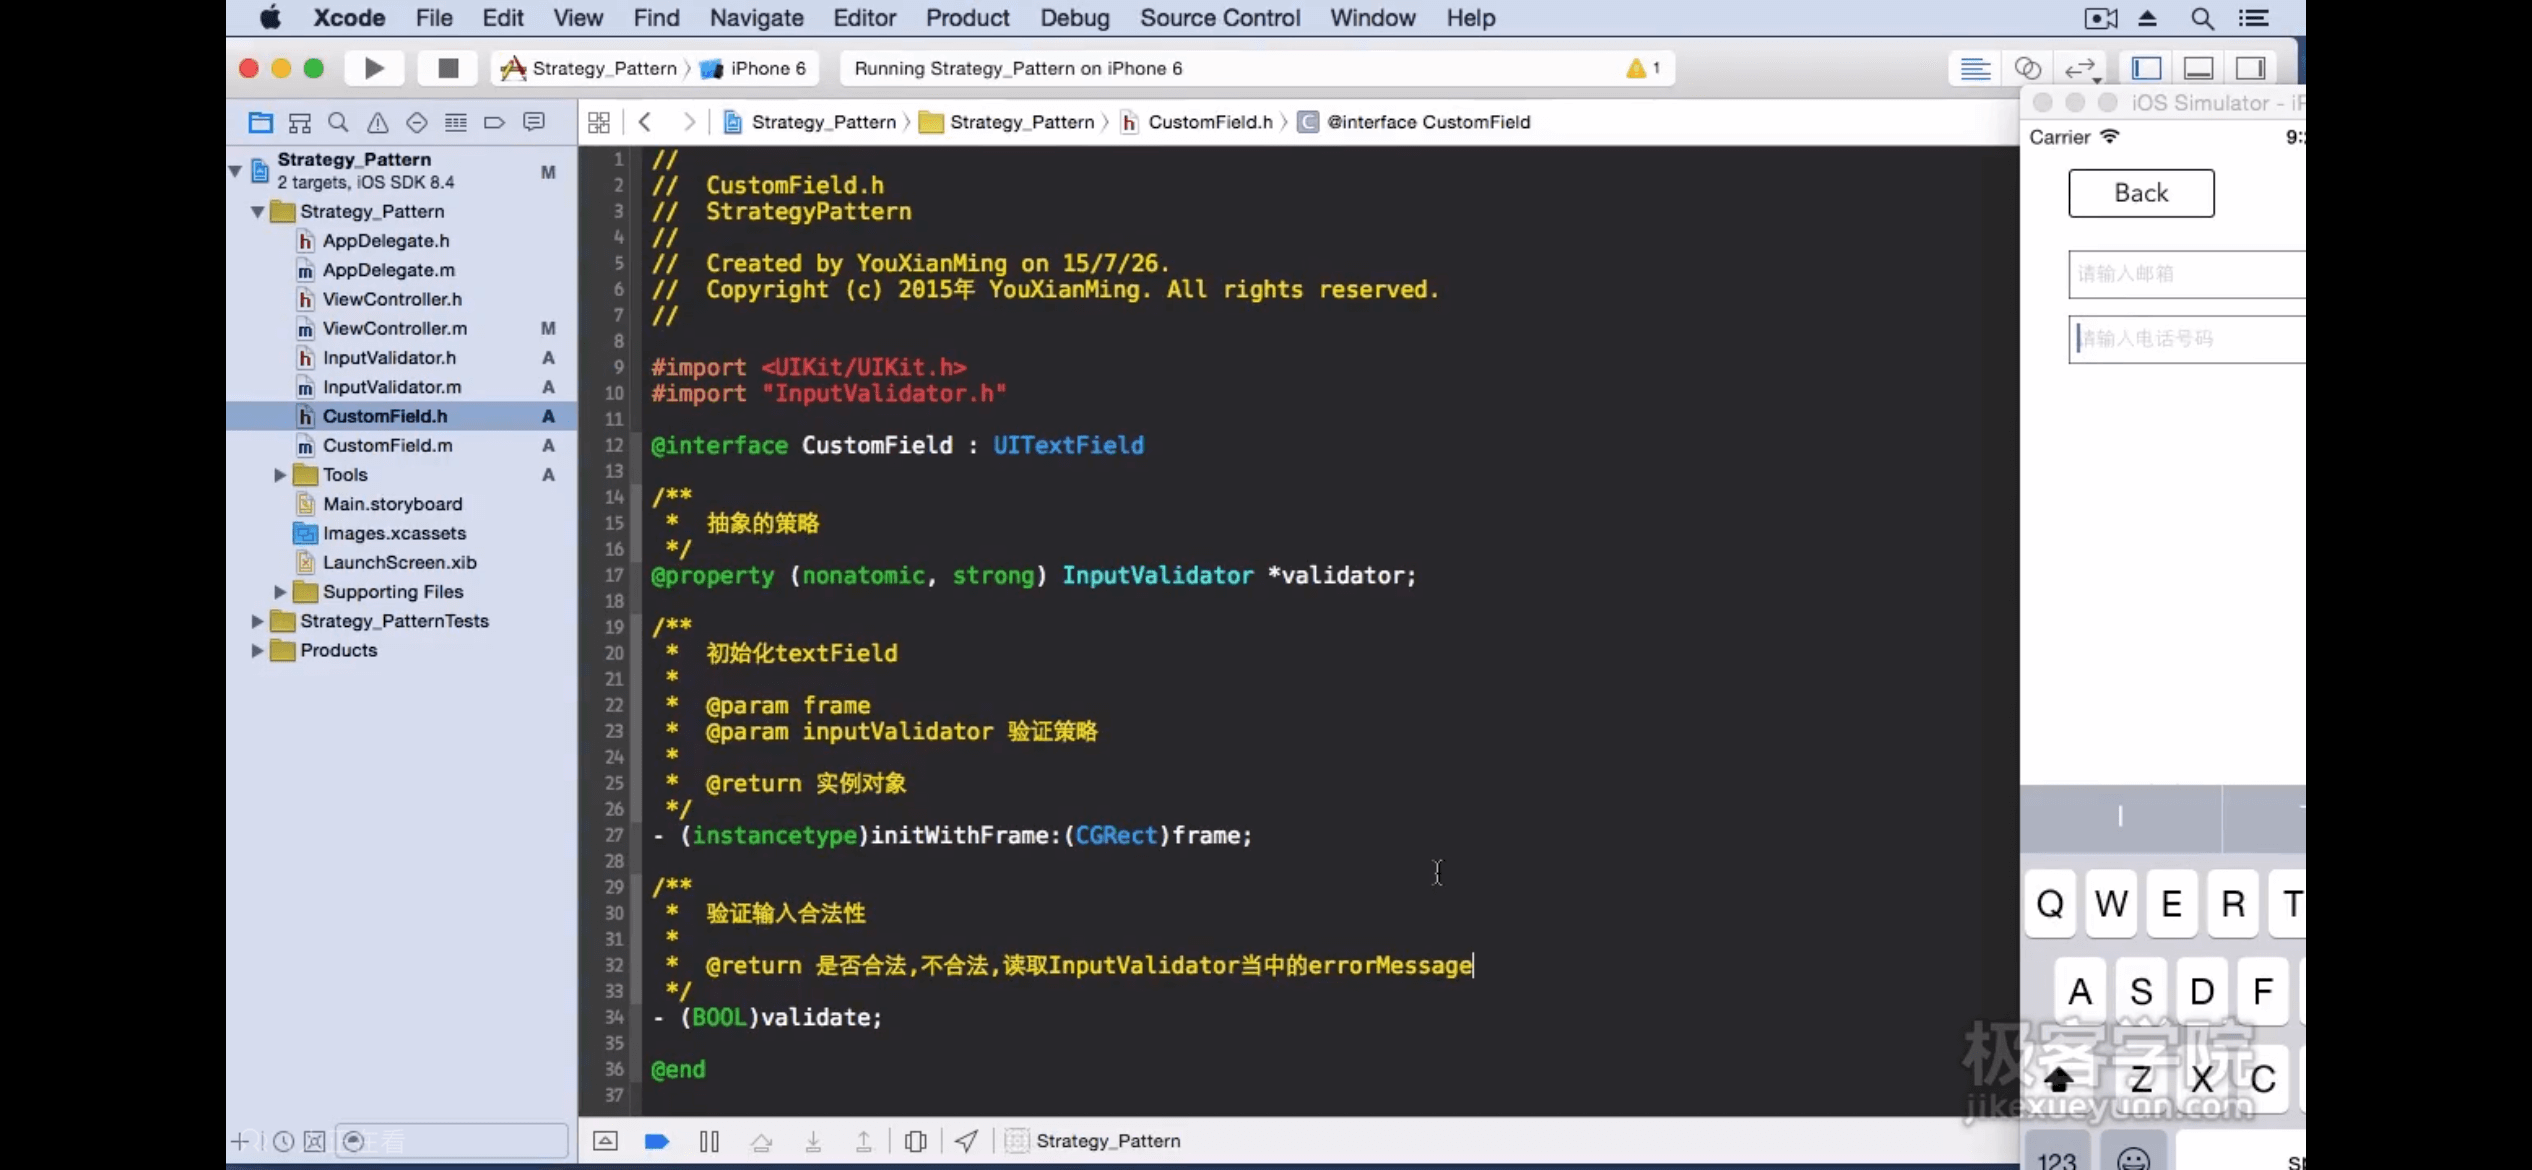 Xcode File Edit View Find Navigate Editor Product Debug Source Control Window Help
Strategy_Pattern iPhone 6
Running Strategy_Pattern on iPhone 6
1
Strategy_Pattern
2 targets, iOS SDK 8.4
M
Strategy_Pattern
AppDelegate.h
AppDelegate.m
ViewController.h
ViewController.m M
InputValidator.h A
InputValidator.m A
CustomField.h A
CustomField.m A
Tools A
Main.storyboard
Images.xcassets
LaunchScreen.xib
Supporting Files
Strategy_PatternTests
Products
Strategy_Pattern Strategy_Pattern CustomField.h @interface CustomField
1 //
2 // CustomField.h
3 // StrategyPattern
4 //
5 // Created by YouXianMing on 15/7/26.
6 // Copyright (c) 2015年 YouXianMing. All rights reserved.
7 //
8
9 #import <UIKit/UIKit.h>
10 #import "InputValidator.h"
11
12 @interface CustomField : UITextField
13
14 /**
15 * 抽象的策略
16 */
17 @property (nonatomic, strong) InputValidator *validator;
18
19 /**
20 * 初始化textField
21 *
22 * @param frame
23 * @param inputValidator 验证策略
24 *
25 * @return 实例对象
26 */
27 - (instancetype)initWithFrame:(CGRect)frame;
28
29 /**
30 * 验证输入合法性
31 *
32 * @return 是否合法,不合法,读取InputValidator当中的errorMessage
33 */
34 - (BOOL)validate;
35
36 @end
37
Strategy_Pattern
iOS Simulator - iP
Carrier 9:
Back
请输入邮箱
请输入电话号码
I
Q W E R T
A S D F
Z X C
123
极客学院
jikexueyuan.com